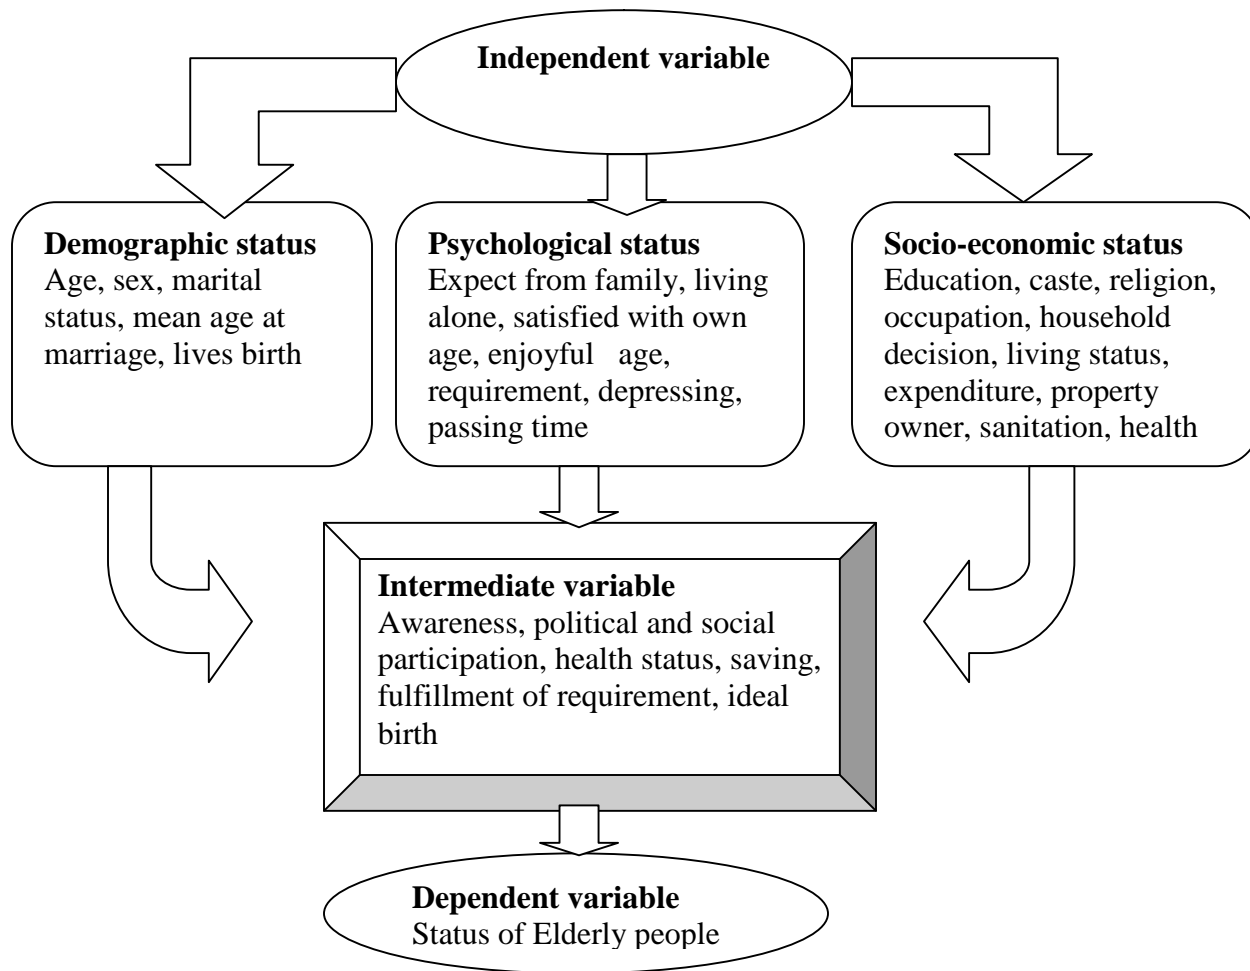 Independent variable
Demographic status
Age, sex, marital
status, mean age at
marriage, lives birth
Psychological status
Expect from family, living
alone, satisfied with own
age, enjoyful age,
requirement, depressing,
passing time
Socio-economic status
Education, caste, religion,
occupation, household
decision, living status,
expenditure, property
owner, sanitation, health
Intermediate variable
Awareness, political and social
participation, health status, saving,
fulfillment of requirement, ideal
birth
Dependent variable
Status of Elderly people